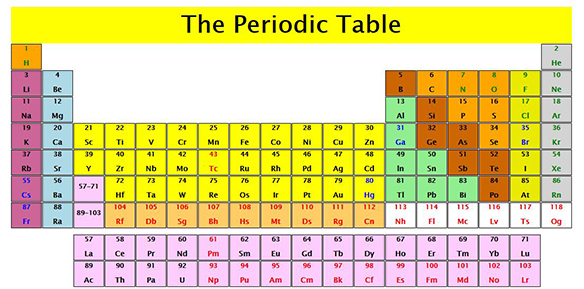 The Periodic Table
1 2
H He
3 4 5 6 7 8 9 10
Li Be B C N O F Ne
11 12 13 14 15 16 17 18
Na Mg Al Si P S Cl Ar
19 20 21 22 23 24 25 26 27 28 29 30 31 32 33 34 35 36
K Ca Sc Ti V Cr Mn Fe Co Ni Cu Zn Ga Ge As Se Br Kr
37 38 39 40 41 42 43 44 45 46 47 48 49 50 51 52 53 54
Rb Sr Y Zr Nb Mo Tc Ru Rh Pd Ag Cd In Sn Sb Te I Xe
55 56 57-71 72 73 74 75 76 77 78 79 80 81 82 83 84 85 86
Cs Ba Hf Ta W Re Os Ir Pt Au Hg Tl Pb Bi Po At Rn
87 88 89-103 104 105 106 107 108 109 110 111 112 113 114 115 116 117 118
Fr Ra Rf Db Sg Bh Hs Mt Ds Rg Cn Nh Fl Mc Lv Ts Og
57 58 59 60 61 62 63 64 65 66 67 68 69 70 71
La Ce Pr Nd Pm Sm Eu Gd Tb Dy Ho Er Tm Yb Lu
89 90 91 92 93 94 95 96 97 98 99 100 101 102 103
Ac Th Pa U Np Pu Am Cm Bk Cf Es Fm Md No Lr